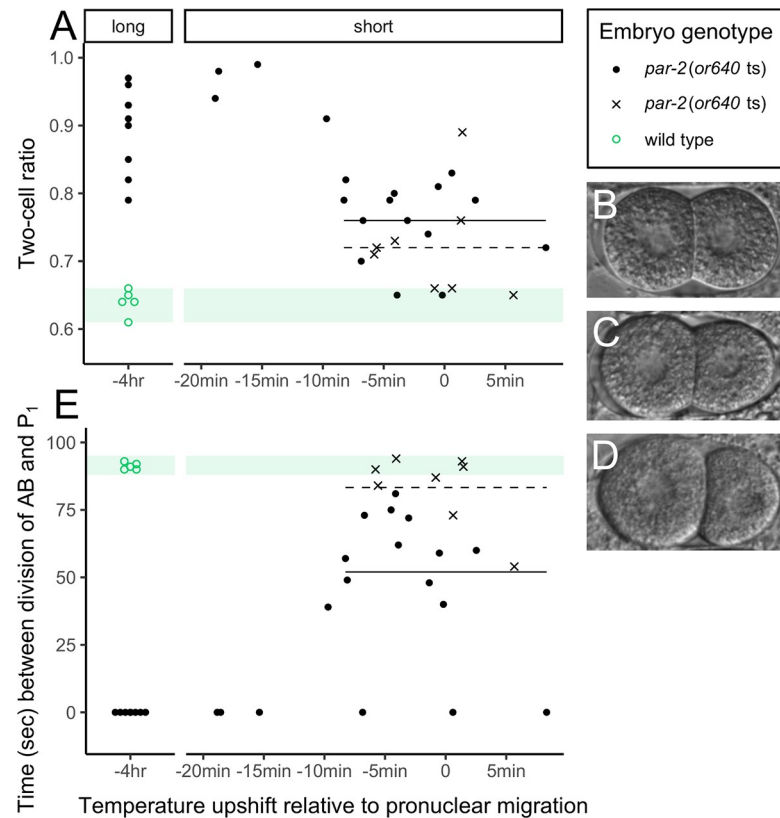 A
long
short
Embryo genotype
par-2(or640 ts)
par-2(or640 ts)
wild type
Two-cell ratio
1.0
0.9
0.8
0.7
0.6
-4hr
-20min -15min -10min -5min 0 5min
B
C
D
E
Time (sec) between division of AB and P1
100
75
50
25
0
-4hr
-20min -15min -10min -5min 0 5min
Temperature upshift relative to pronuclear migration